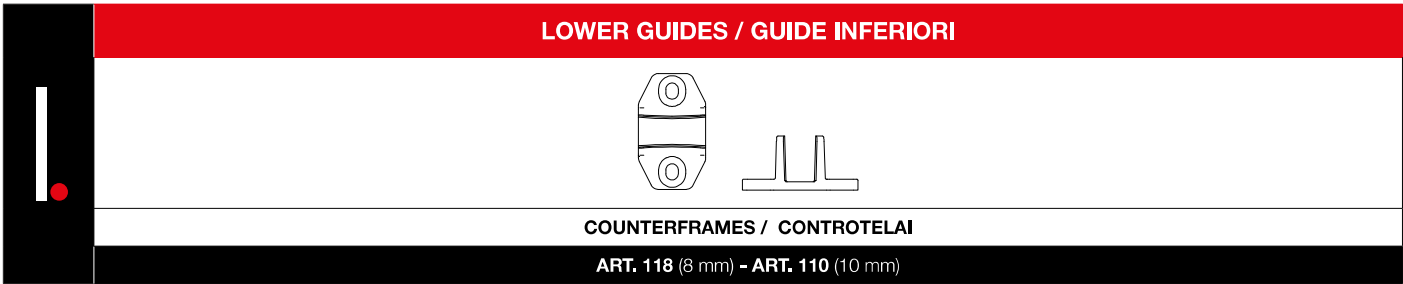 LOWER GUIDES / GUIDE INFERIORI
I.
COUNTERFRAMES / CONTROTELAI
ART. 118 (8 mm) - ART. 110 (10 mm)